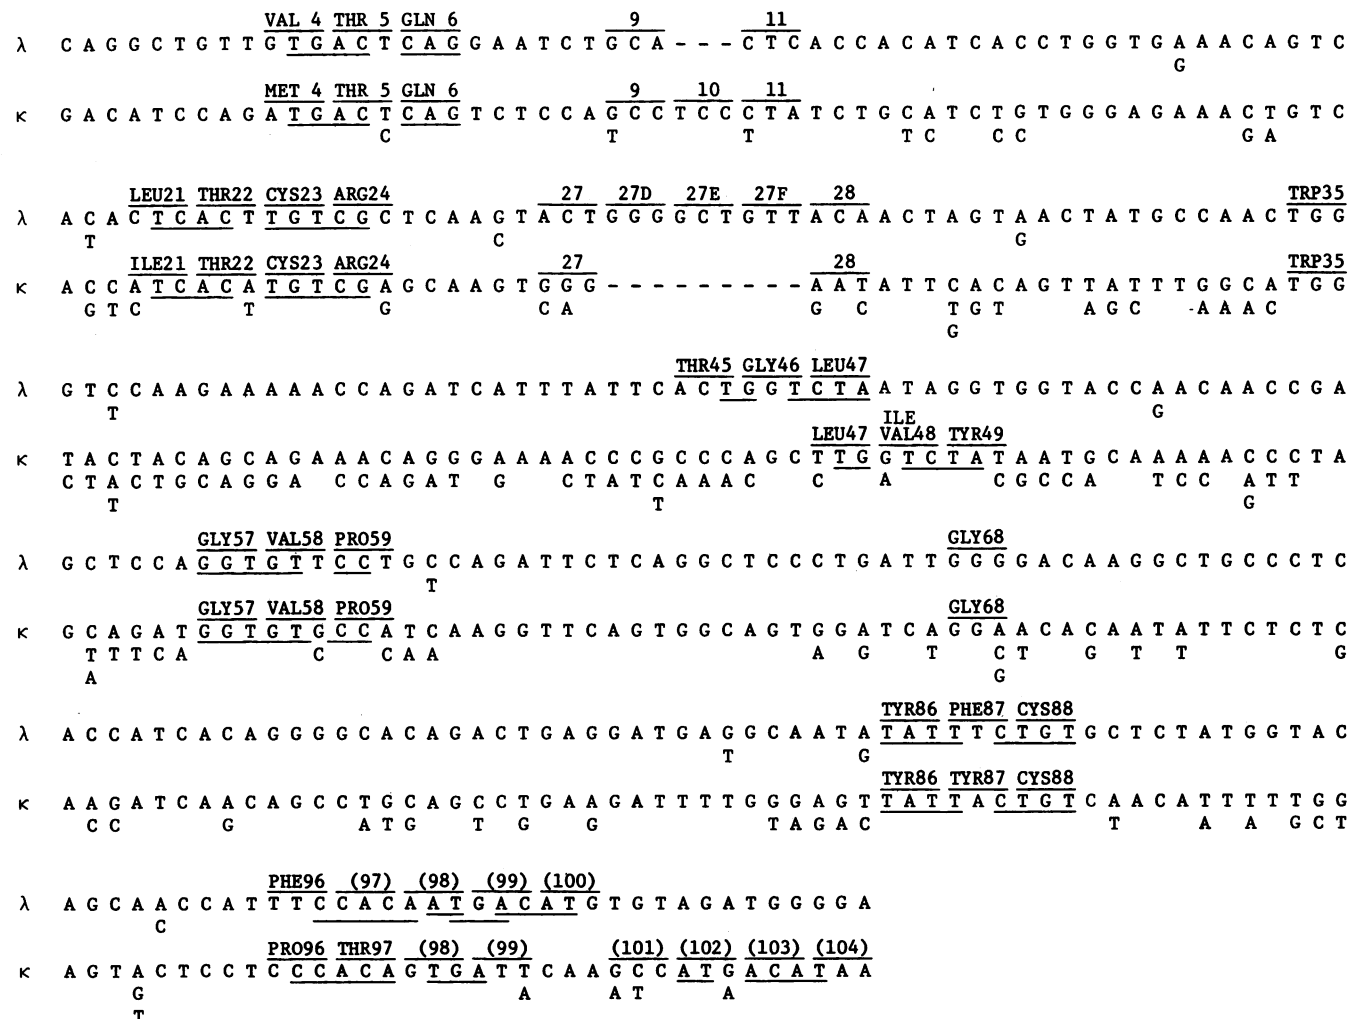 VAL 4 THR 5 GLN 6 9 11
λ C A G G C T G T T G T G A C T C A G G A A T C T G C A - - - C T C A C C A C A T C A C C T G G T G A A A C A G T C
G
MET 4 THR 5 GLN 6 9 10 11
κ G A C A T C C A G A T G A C T C A G T C T C C A G C C T C C C T A T C T G C A T C T G T G G G A G A A A C T G T C
C T T T C C C G A
LEU21 THR22 CYS23 ARG24 27 27D 27E 27F 28 TRP35
λ A C A C T C A C T T G T C G C T C A A G T A C T G G G G C T G T T A C A A C T A G T A A C T A T G C C A A C T G G
T C G
ILE21 THR22 CYS23 ARG24 27 28 TRP35
κ A C C A T C A C A T G T C G A G C A A G T G G G - - - - - - - - - A A T A T T C A C A G T T A T T T G G C A T G G
G T C T G C A G C T G T A G C -A A A C
G
THR45 GLY46 LEU47
λ G T C C A A G A A A A A C C A G A T C A T T T A T T C A C T G G T C T A A T A G G T G G T A C C A A C A A C C G A
T G
ILE
LEU47 VAL48 TYR49
κ T A C T A C A G C A G A A A C A G G G A A A A C C C G C C C A G C T T G G T C T A T A A T G C A A A A A C C C T A
C T A C T G C A G G A C C A G A T G C T A T C A A A C C A C G C C A T C C A T T
T T G
GLY57 VAL58 PRO59 GLY68
λ G C T C C A G G T G T T C C T G C C A G A T T C T C A G G C T C C C T G A T T G G G G A C A A G G C T G C C C T C
T
GLY57 VAL58 PRO59 GLY68
κ G C A G A T G G T G T G C C A T C A A G G T T C A G T G G C A G T G G A T C A G G A A C A C A A T A T T C T C T C
T T T C A C C A A A G T C T G T T G
A G
TYR86 PHE87 CYS88
λ A C C A T C A C A G G G G C A C A G A C T G A G G A T G A G G C A A T A T A T T T C T G T G C T C T A T G G T A C
T G
TYR86 TYR87 CYS88
κ A A G A T C A A C A G C C T G C A G C C T G A A G A T T T T G G G A G T T A T T A C T G T C A A C A T T T T T G G
C C G A T G T G G T A G A C T A A G C T
PHE96 (97) (98) (99) (100)
λ A G C A A C C A T T T C C A C A A T G A C A T G T G T A G A T G G G G A
C
PRO96 THR97 (98) (99) (101) (102) (103) (104)
κ A G T A C T C C T C C C A C A G T G A T T C A A G C C A T G A C A T A A
G A A T A
T